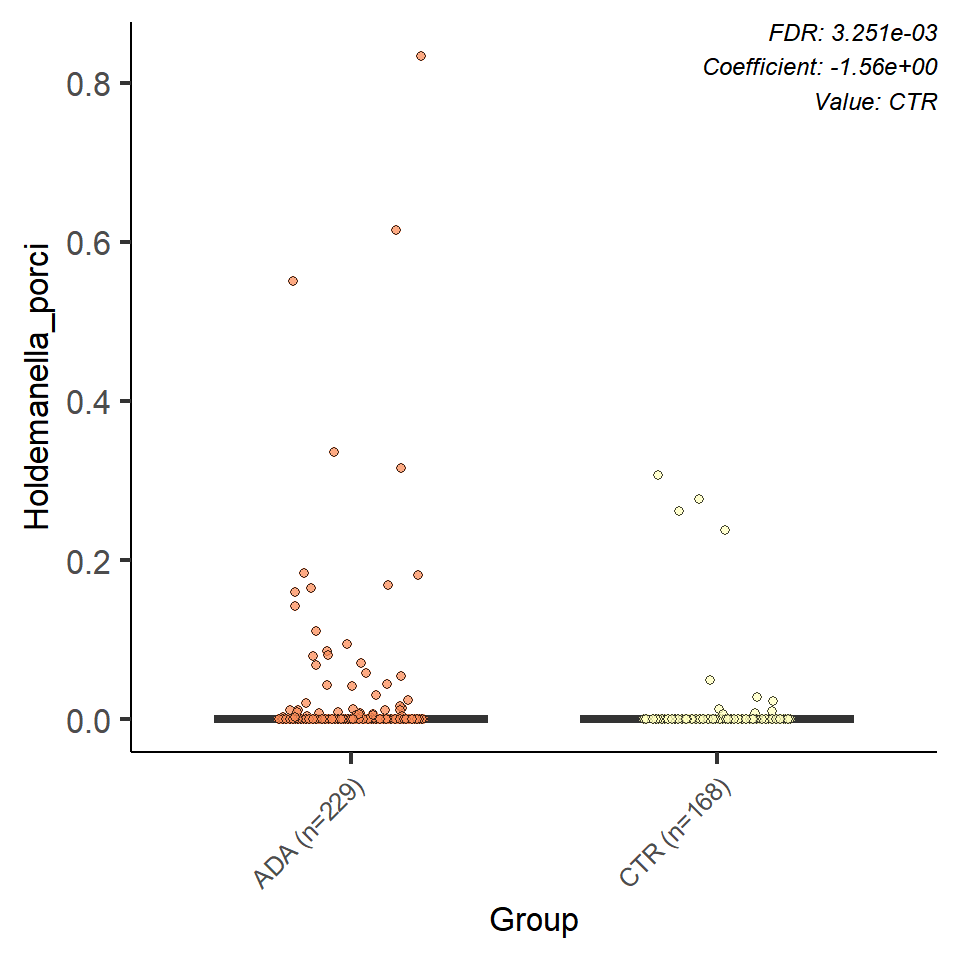 FDR: 3.251e-03
Coefficient: -1.56e+00
Value: CTR
0.8
0.6
0.4
0.2
0.0
Holdemanella_porci
ADA (n=229)
CTR (n=168)
Group